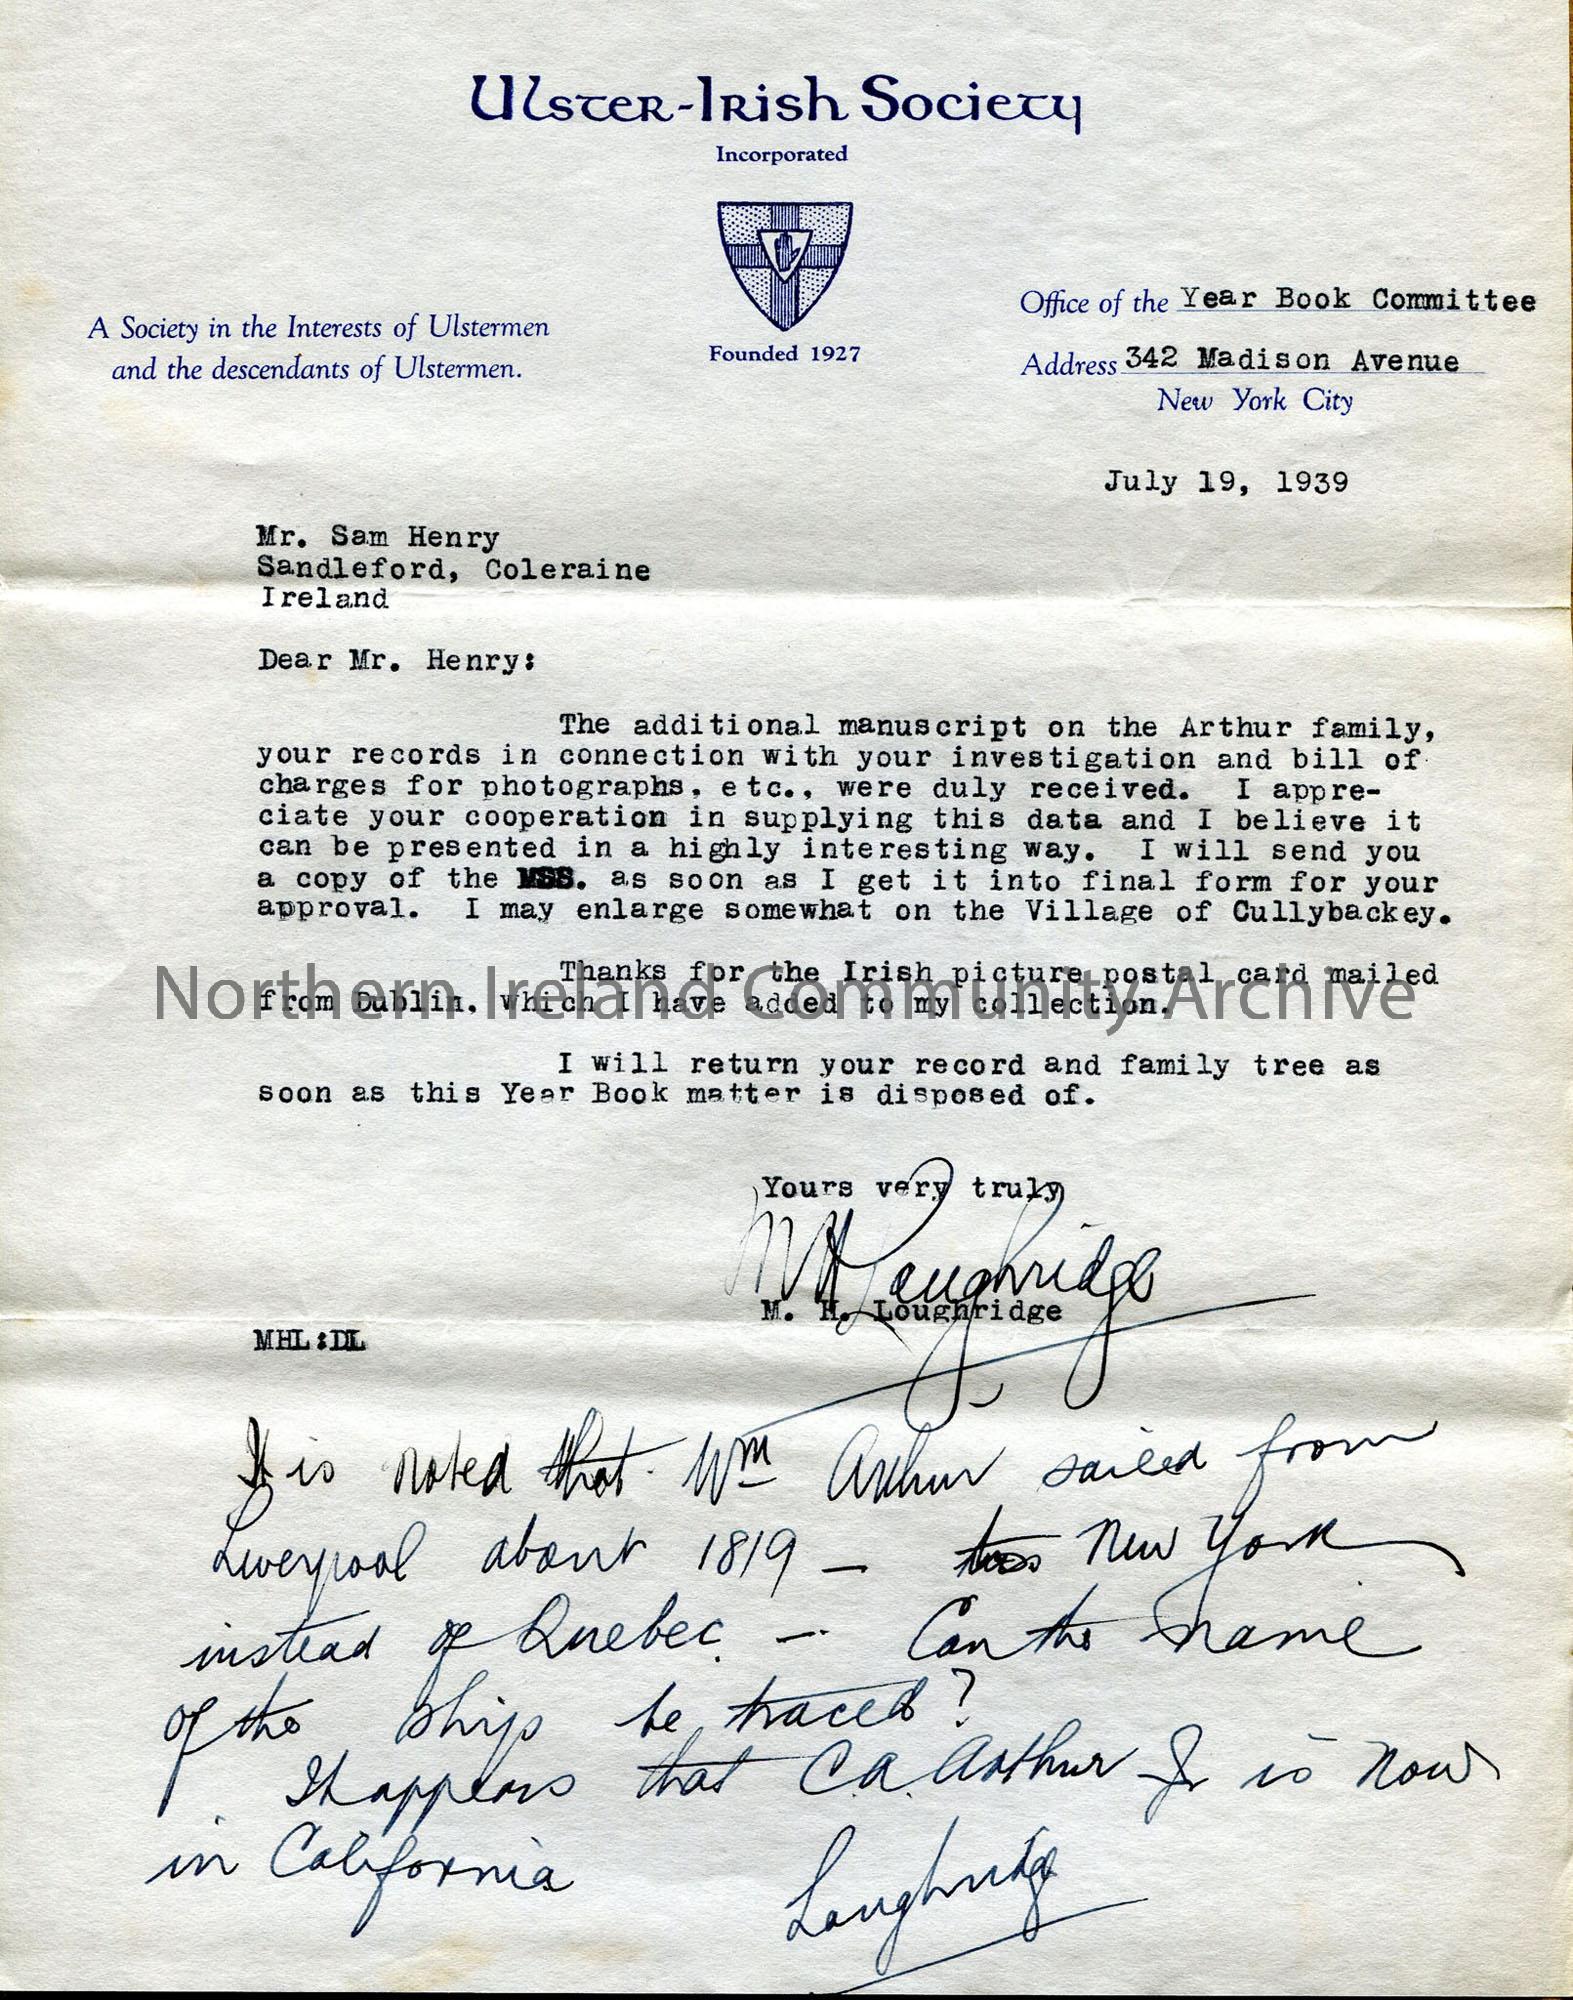 Ulster-Irish Society
Incorporated
Founded 1927
A Society in the Interests of Ulstermen
and the descendants of Ulstermen.
Office of the Year Book Committee
Address 342 Madison Avenue
New York City
July 19, 1939
Mr. Sam Henry
Sandleford, Coleraine
Ireland
Dear Mr. Henry:
The additional manuscript on the Arthur family,
your records in connection with your investigation and bill of
charges for photographs, etc., were duly received. I appre-
ciate your cooperation in supplying this data and I believe it
can be presented in a highly interesting way. I will send you
a copy of the MSS. as soon as I get it into final form for your
approval. I may enlarge somewhat on the Village of Cullybackey.
Thanks for the Irish picture postal card mailed
from Dublin, which I have added to my collection.
Northern Ireland Community Archive
I will return your record and family tree as
soon as this Year Book matter is disposed of.
Yours very truly
M H Loughridge
M. H. Loughridge
MHL:DL
It is noted that Wm Arthur sailed from
Liverpool about 1819 — New York
instead of Quebec. — Can the name
of the ship be traced?
It appears that C.A. Arthur Jr is now
in California
Loughridge